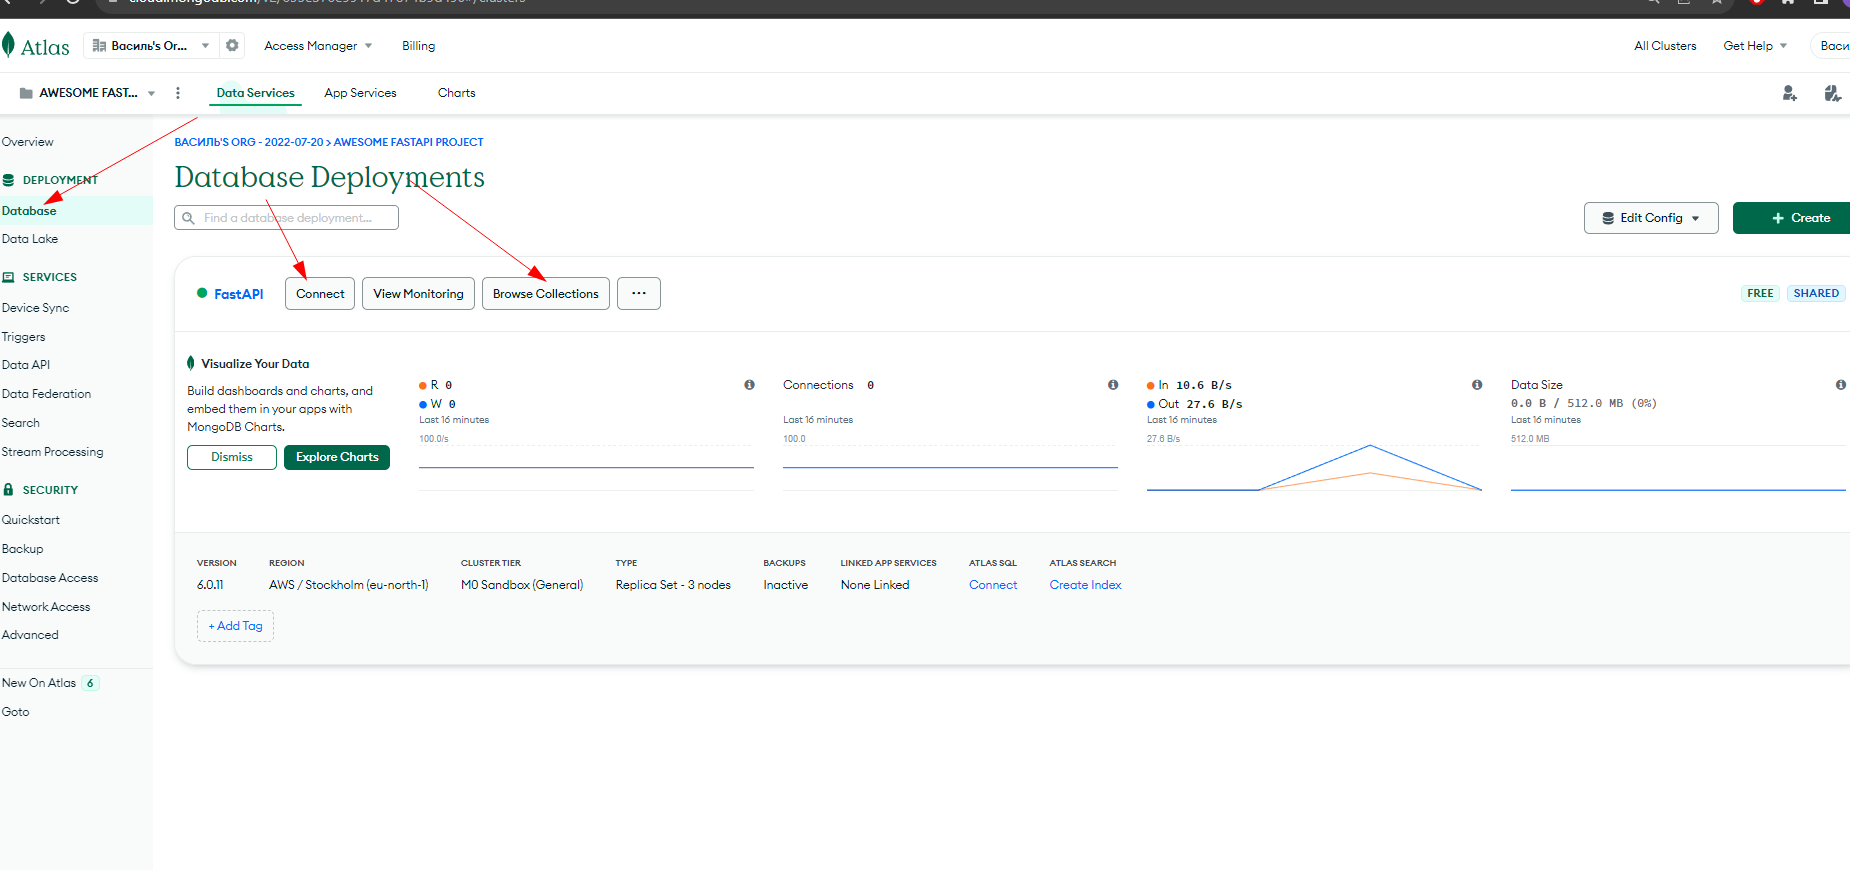 Atlas
Василь's Or...
Access Manager
Billing
All Clusters
Get Help
Васи
AWESOME FAST...
Data Services
App Services
Charts
Overview
DEPLOYMENT
Database
Data Lake
SERVICES
Device Sync
Triggers
Data API
Data Federation
Search
Stream Processing
SECURITY
Quickstart
Backup
Database Access
Network Access
Advanced
New On Atlas 6
Goto
ВАСИЛЬ'S ORG - 2022-07-20 > AWESOME FASTAPI PROJECT
Database Deployments
Find a database deployment...
Edit Config
+ Create
FastAPI
Connect
View Monitoring
Browse Collections
...
FREE
SHARED
Visualize Your Data
Build dashboards and charts, and
embed them in your apps with
MongoDB Charts.
Dismiss
Explore Charts
R 0
W 0
Last 16 minutes
100.0/s
Connections 0
Last 16 minutes
100.0
In 10.6 B/s
Out 27.6 B/s
Last 16 minutes
27.6 B/s
Data Size
0.0 B / 512.0 MB (0%)
Last 16 minutes
512.0 MB
VERSION
6.0.11
REGION
AWS / Stockholm (eu-north-1)
CLUSTER TIER
M0 Sandbox (General)
TYPE
Replica Set - 3 nodes
BACKUPS
Inactive
LINKED APP SERVICES
None Linked
ATLAS SQL
Connect
ATLAS SEARCH
Create Index
+ Add Tag